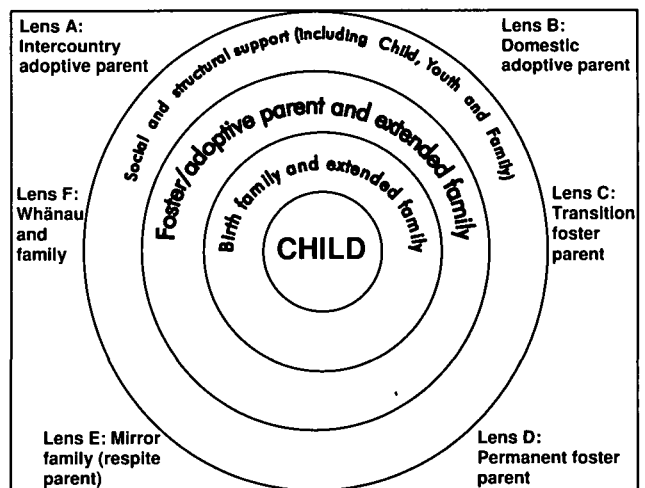 Lens A:
Intercountry
adoptive parent
Lens B:
Domestic
adoptive parent
Social and structural support (Including Child, Youth and Family)
Foster/adoptive parent and extended family
Birth family and extended family
CHILD
Lens F:
Whänau
and
family
Lens C:
Transition
foster
parent
Lens E: Mirror
family (respite
parent)
Lens D:
Permanent foster
parent